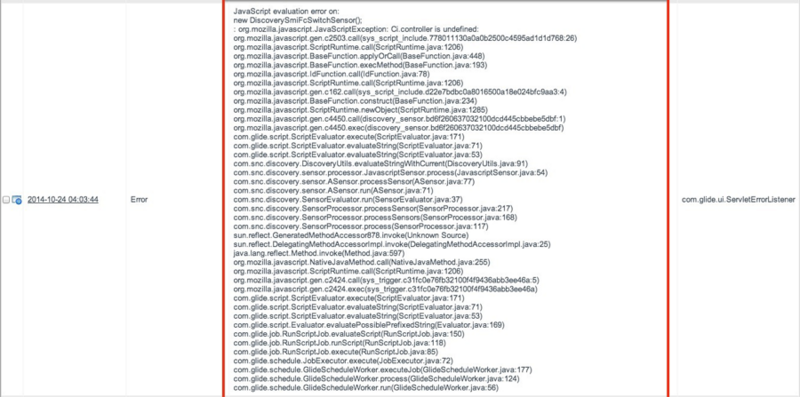 JavaScript evaluation error on:
new DiscoverySmiFcSwitchSensor();
: org.mozilla.javascript.JavaScriptException: Ci.controller is undefined:
org.mozilla.javascript.gen.c2503.call(sys_script_include.778011130a0a0b2500c4595ad1d1d768:26)
org.mozilla.javascript.ScriptRuntime.call(ScriptRuntime.java:1206)
org.mozilla.javascript.BaseFunction.applyOrCall(BaseFunction.java:448)
org.mozilla.javascript.BaseFunction.execMethod(BaseFunction.java:193)
org.mozilla.javascript.IdFunction.call(IdFunction.java:78)
org.mozilla.javascript.ScriptRuntime.call(ScriptRuntime.java:1206)
org.mozilla.javascript.gen.c162.call(sys_script_include.d22e7bdbc0a8016500a18e024bfc9aa3:4)
org.mozilla.javascript.BaseFunction.construct(BaseFunction.java:234)
org.mozilla.javascript.ScriptRuntime.newObject(ScriptRuntime.java:1285)
org.mozilla.javascript.gen.c4450.call(discovery_sensor.bd6f260637032100dcd445cbbebe5dbf:1)
org.mozilla.javascript.gen.c4450.exec(discovery_sensor.bd6f260637032100dcd445cbbebe5dbf)
com.glide.script.ScriptEvaluator.execute(ScriptEvaluator.java:171)
com.glide.script.ScriptEvaluator.evaluateString(ScriptEvaluator.java:71)
com.glide.script.ScriptEvaluator.evaluateString(ScriptEvaluator.java:53)
com.snc.discovery.DiscoveryUtils.evaluateStringWithCurrent(DiscoveryUtils.java:91)
com.snc.discovery.sensor.processor.JavascriptSensor.process(JavascriptSensor.java:54)
com.snc.discovery.sensor.ASensor.processSensor(ASensor.java:77)
com.snc.discovery.sensor.ASensor.run(ASensor.java:71)
com.snc.discovery.SensorEvaluator.run(SensorEvaluator.java:37)
2014-10-24 04:03:44 Error com.glide.ui.ServletErrorListener
com.snc.discovery.SensorProcessor.processSensor(SensorProcessor.java:217)
com.snc.discovery.SensorProcessor.processSensors(SensorProcessor.java:168)
com.snc.discovery.SensorProcessor.process(SensorProcessor.java:117)
sun.reflect.GeneratedMethodAccessor878.invoke(Unknown Source)
sun.reflect.DelegatingMethodAccessorImpl.invoke(DelegatingMethodAccessorImpl.java:25)
java.lang.reflect.Method.invoke(Method.java:597)
org.mozilla.javascript.NativeJavaMethod.call(NativeJavaMethod.java:255)
org.mozilla.javascript.ScriptRuntime.call(ScriptRuntime.java:1206)
org.mozilla.javascript.gen.c2424.call(sys_trigger.c31fc0e76fb32100f4f9436abb3ee46a:5)
org.mozilla.javascript.gen.c2424.exec(sys_trigger.c31fc0e76fb32100f4f9436abb3ee46a)
com.glide.script.ScriptEvaluator.execute(ScriptEvaluator.java:171)
com.glide.script.ScriptEvaluator.evaluateString(ScriptEvaluator.java:71)
com.glide.script.ScriptEvaluator.evaluateString(ScriptEvaluator.java:53)
com.glide.script.Evaluator.evaluatePossiblePrefixedString(Evaluator.java:169)
com.glide.job.RunScriptJob.evaluateScript(RunScriptJob.java:150)
com.glide.job.RunScriptJob.runScript(RunScriptJob.java:118)
com.glide.job.RunScriptJob.execute(RunScriptJob.java:85)
com.glide.schedule.JobExecutor.execute(JobExecutor.java:72)
com.glide.schedule.GlideScheduleWorker.executeJob(GlideScheduleWorker.java:177)
com.glide.schedule.GlideScheduleWorker.process(GlideScheduleWorker.java:124)
com.glide.schedule.GlideScheduleWorker.run(GlideScheduleWorker.java:56)